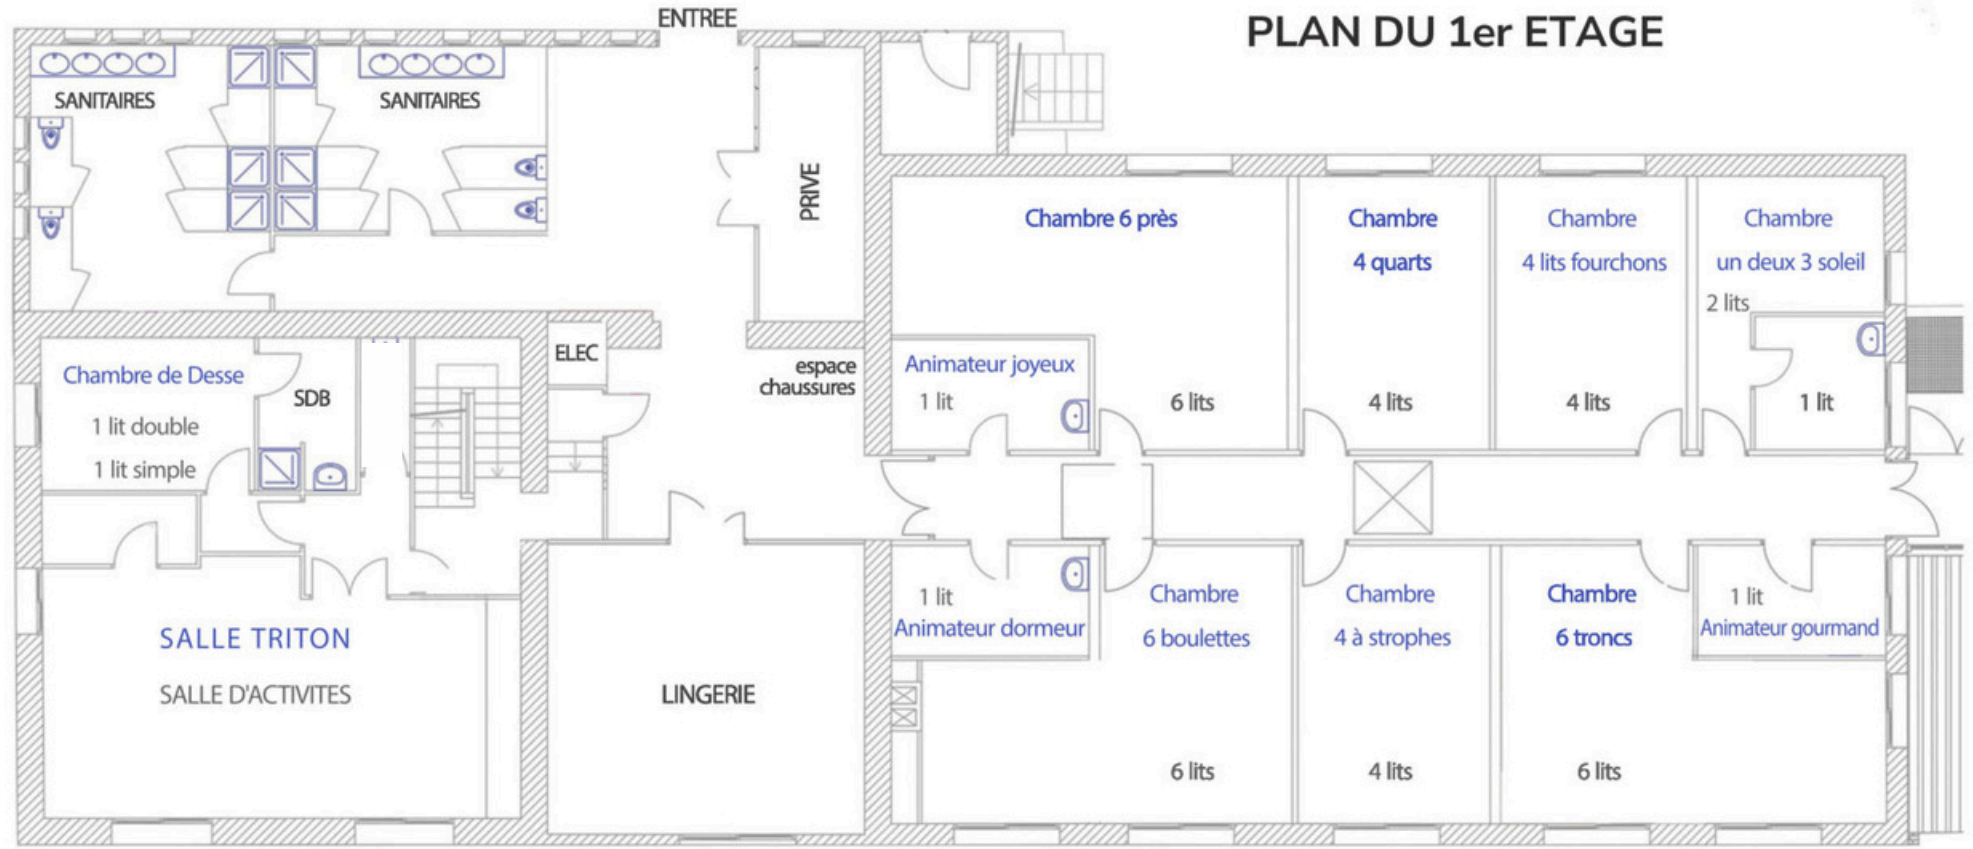 ENTREE
PLAN DU 1er ETAGE
SANITAIRES
SANITAIRES
PRIVE
Chambre 6 près
6 lits
Chambre
4 quarts
4 lits
Chambre
4 lits fourchons
4 lits
Chambre
un deux 3 soleil
2 lits
1 lit
Animateur joyeux
1 lit
ELEC
espace
chaussures
Chambre de Desse
1 lit double
1 lit simple
SDB
SALLE TRITON
SALLE D'ACTIVITES
LINGERIE
1 lit
Animateur dormeur
Chambre
6 boulettes
6 lits
Chambre
4 à strophes
4 lits
Chambre
6 troncs
6 lits
1 lit
Animateur gourmand